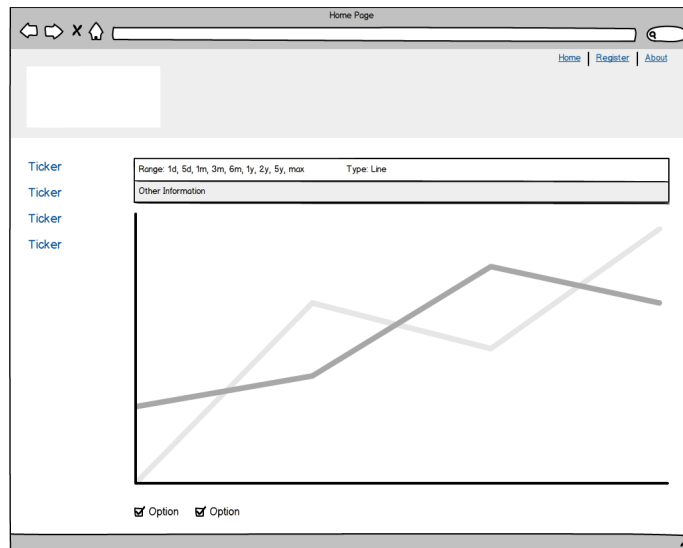 Home Page
Home Register About
Ticker
Ticker
Ticker
Ticker
Range: 1d, 5d, 1m, 3m, 6m, 1y, 2y, 5y, max Type: Line
Other Information
Option Option